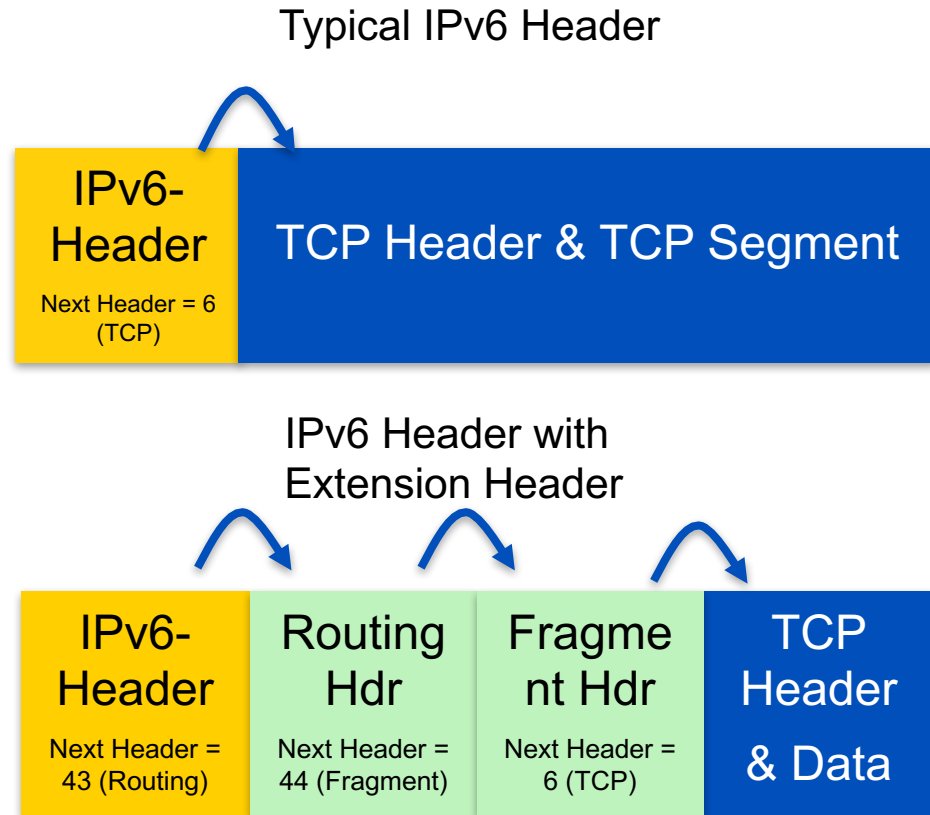 Typical IPv6 Header
IPv6-
Header
Next Header = 6
(TCP)
TCP Header & TCP Segment
IPv6 Header with
Extension Header
IPv6-
Header
Next Header =
43 (Routing)
Routing
Hdr
Next Header =
44 (Fragment)
Fragme
nt Hdr
Next Header =
6 (TCP)
TCP
Header
& Data